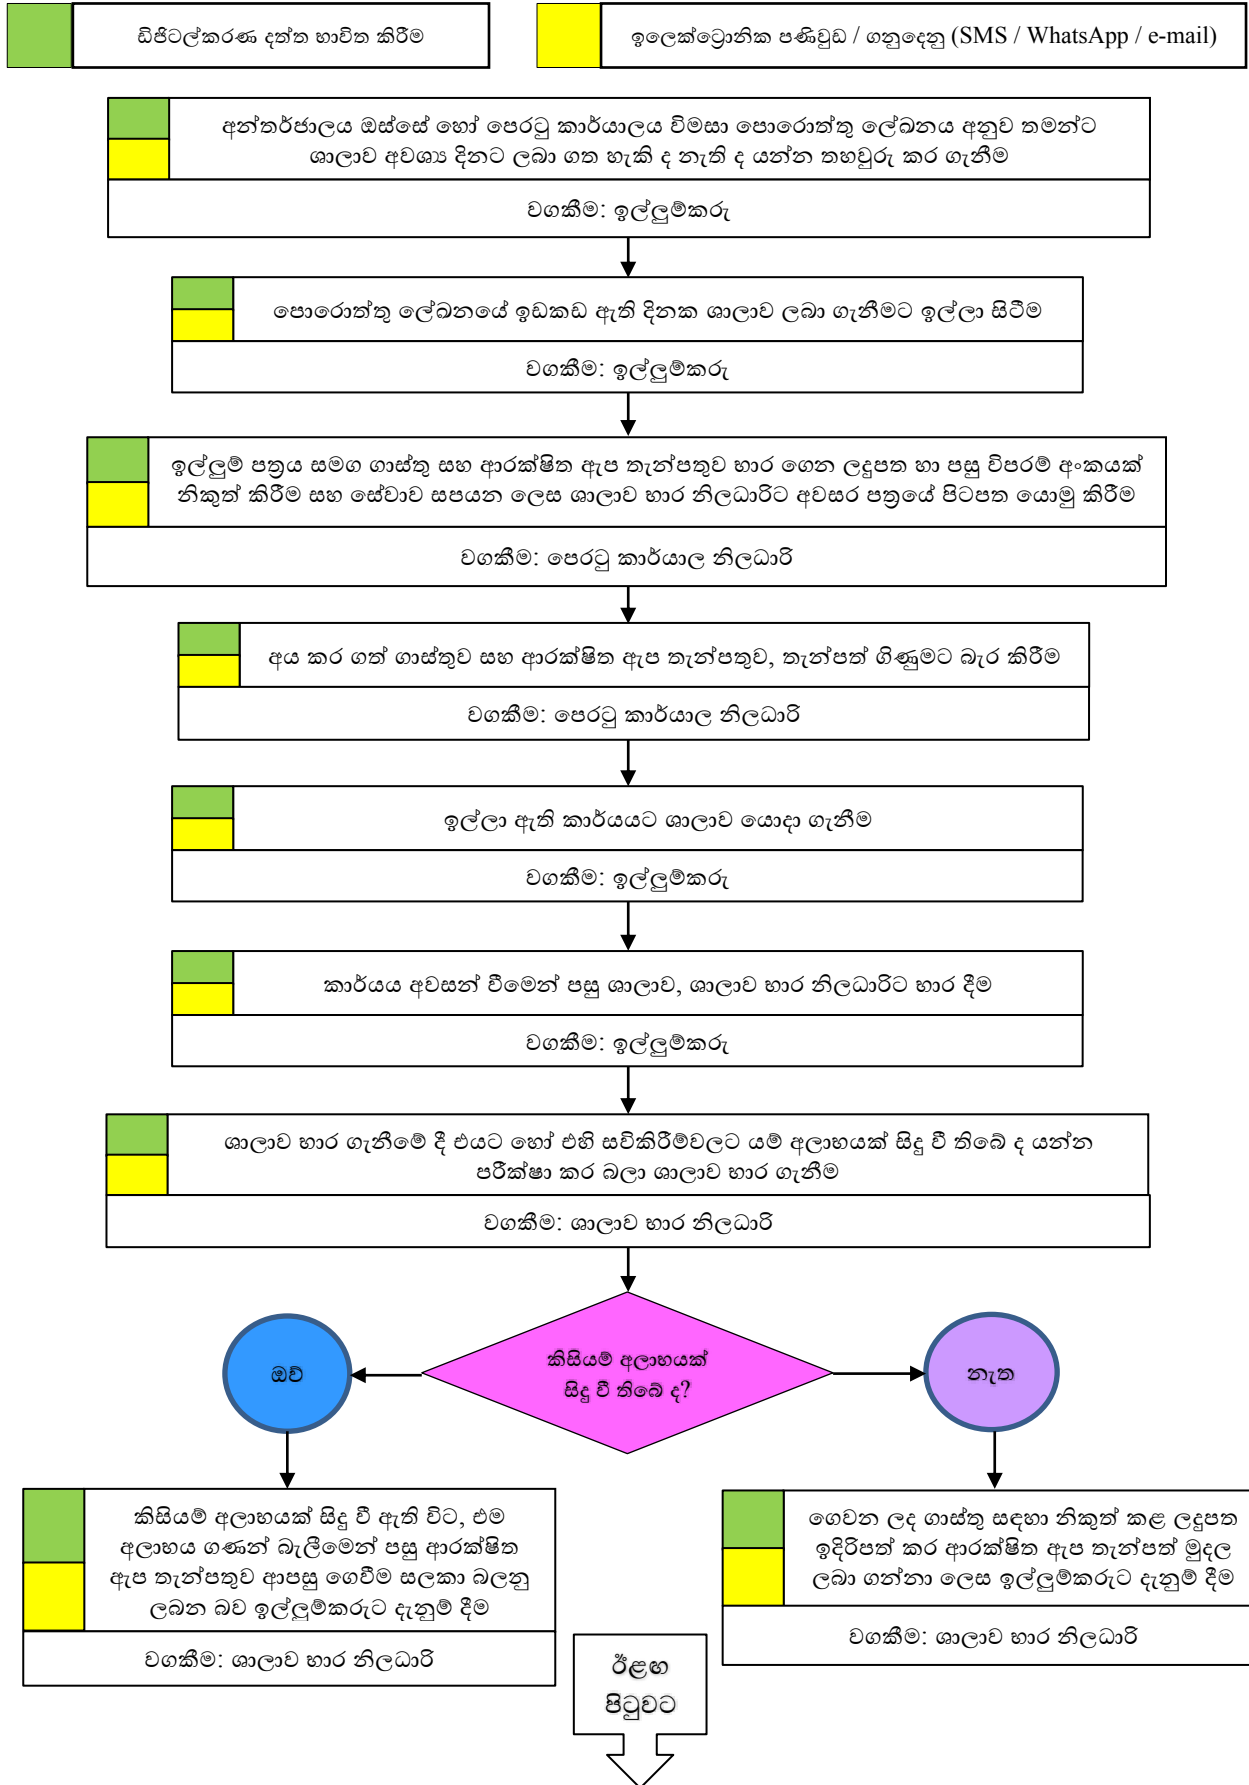 ඩිජිටල්කරණ දත්ත භාවිත කිරීම
ඉලෙක්ට්‍රොනික පණිවුඩ / ගනුදෙනු (SMS / WhatsApp / e-mail)
අන්තර්ජාලය ඔස්සේ හෝ පෙරටු කාර්යාලය විමසා පොරොත්තු ලේඛනය අනුව තමන්ට
ශාලාව අවශ්‍ය දිනට ලබා ගත හැකි ද නැති ද යන්න තහවුරු කර ගැනීම
වගකීම: ඉල්ලුම්කරු
පොරොත්තු ලේඛනයේ ඉඩකඩ ඇති දිනක ශාලාව ලබා ගැනීමට ඉල්ලා සිටීම
වගකීම: ඉල්ලුම්කරු
ඉල්ලුම් පත්‍රය සමග ගාස්තු සහ ආරක්ෂිත ඇප තැන්පතුව භාර ගෙන ලදුපත හා පසු විපරම් අංකයක්
නිකුත් කිරීම සහ සේවාව සපයන ලෙස ශාලාව භාර නිලධාරිට අවසර පත්‍රයේ පිටපත යොමු කිරීම
වගකීම: පෙරටු කාර්යාල නිලධාරි
අය කර ගත් ගාස්තුව සහ ආරක්ෂිත ඇප තැන්පතුව, තැන්පත් ගිණුමට බැර කිරීම
වගකීම: පෙරටු කාර්යාල නිලධාරි
ඉල්ලා ඇති කාර්යයට ශාලාව යොදා ගැනීම
වගකීම: ඉල්ලුම්කරු
කාර්යය අවසන් වීමෙන් පසු ශාලාව, ශාලාව භාර නිලධාරිට භාර දීම
වගකීම: ඉල්ලුම්කරු
ශාලාව භාර ගැනීමේ දී එයට හෝ එහි සවිකිරීම්වලට යම් අලාභයක් සිදු වී තිබේ ද යන්න
පරීක්ෂා කර බලා ශාලාව භාර ගැනීම
වගකීම: ශාලාව භාර නිලධාරි
කිසියම් අලාභයක්
සිදු වී තිබේ ද?
ඔව්
නැත
කිසියම් අලාභයක් සිදු වී ඇති විට, එම
අලාභය ගණන් බැලීමෙන් පසු ආරක්ෂිත
ඇප තැන්පතුව ආපසු ගෙවීම සලකා බලනු
ලබන බව ඉල්ලුම්කරුට දැනුම් දීම
වගකීම: ශාලාව භාර නිලධාරි
ගෙවන ලද ගාස්තු සඳහා නිකුත් කළ ලදුපත
ඉදිරිපත් කර ආරක්ෂිත ඇප තැන්පත් මුදල
ලබා ගන්නා ලෙස ඉල්ලුම්කරුට දැනුම් දීම
වගකීම: ශාලාව භාර නිලධාරි
ඊළඟ
පිටුවට